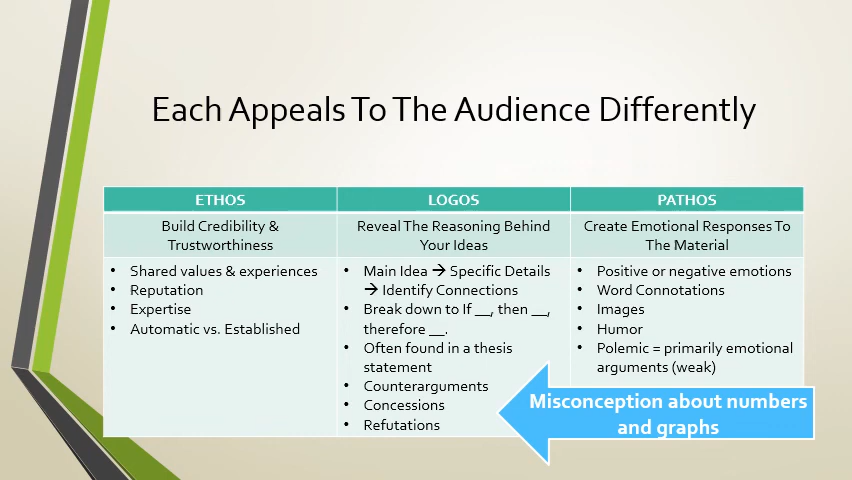 Each Appeals To The Audience Differently
ETHOS
LOGOS
PATHOS
Build Credibility &
Trustworthiness
Reveal The Reasoning Behind
Your Ideas
Create Emotional Responses To
The Material
• Shared values & experiences
• Reputation
• Expertise
• Automatic vs. Established
• Main Idea → Specific Details
→ Identify Connections
• Break down to If __, then __,
therefore __.
• Often found in a thesis
statement
• Counterarguments
• Concessions
• Refutations
• Positive or negative emotions
• Word Connotations
• Images
• Humor
• Polemic = primarily emotional
arguments (weak)
Misconception about numbers
and graphs